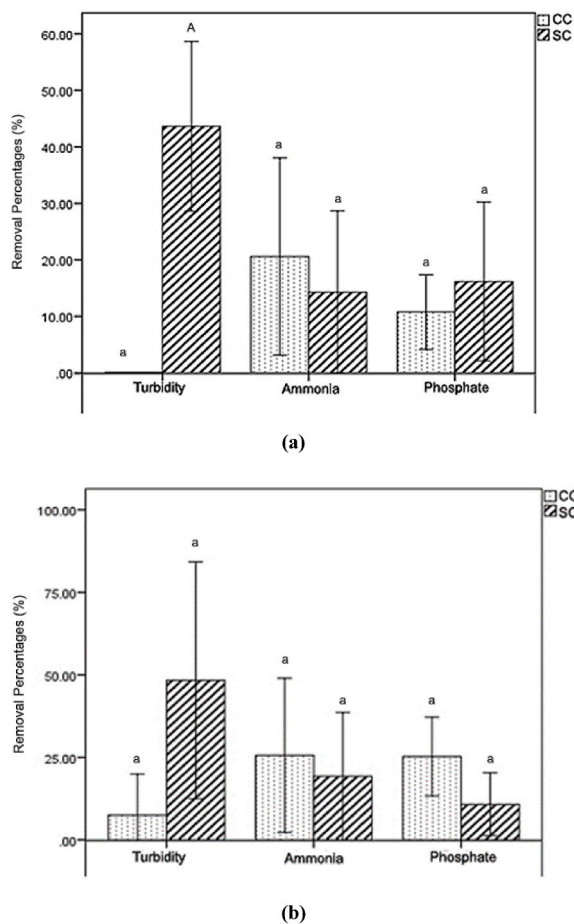 A
60.00
CC
SC
50.00
a
40.00
a
a
30.00
a
20.00
10.00
a
.00
Turbidity
Ammonia
Phosphate
Removal Percentages (%)
(a)
CC
SC
100.00
a
75.00
a
a
a
50.00
a
a
25.00
.00
Turbidity
Ammonia
Phosphate
Removal Percentages (%)
(b)